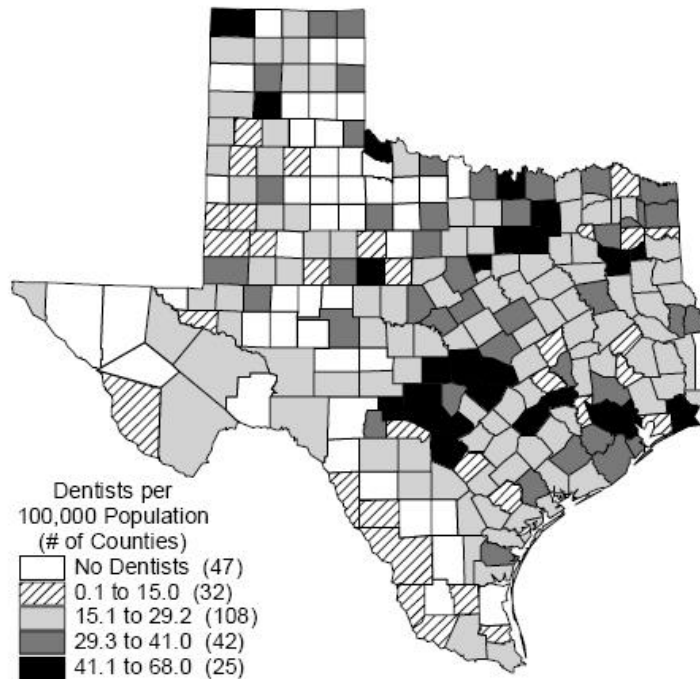 Dentists per
100,000 Population
(# of Counties)
No Dentists (47)
0.1 to 15.0 (32)
15.1 to 29.2 (108)
29.3 to 41.0 (42)
41.1 to 68.0 (25)